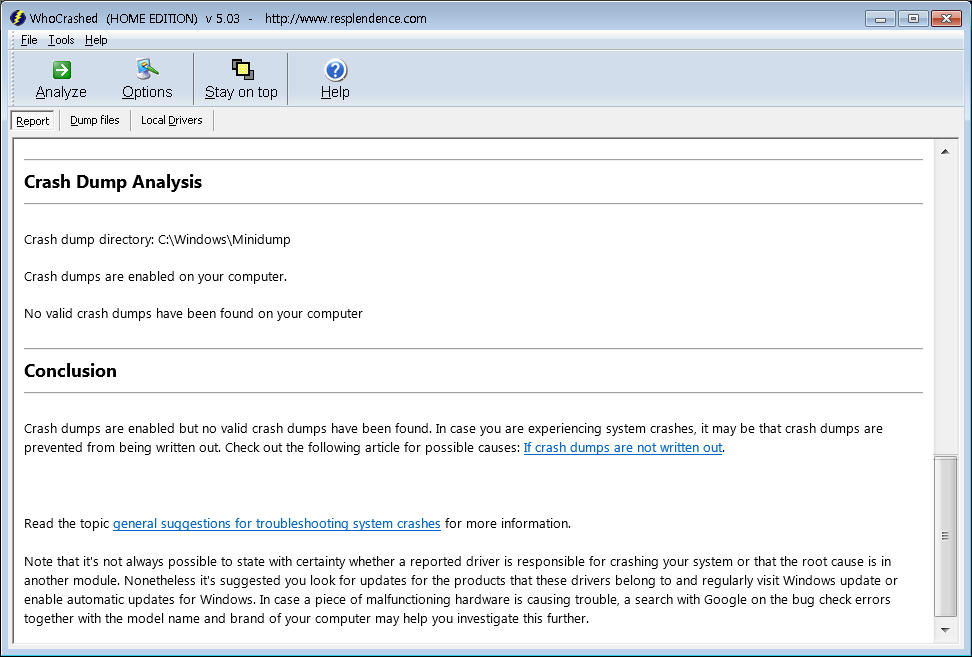 WhoCrashed (HOME EDITION) v 5.03 - http://www.resplendence.com
File Tools Help
Analyze Options Stay on top Help
Report Dump files Local Drivers
Crash Dump Analysis
Crash dump directory: C:\Windows\Minidump
Crash dumps are enabled on your computer.
No valid crash dumps have been found on your computer
Conclusion
Crash dumps are enabled but no valid crash dumps have been found. In case you are experiencing system crashes, it may be that crash dumps are
prevented from being written out. Check out the following article for possible causes: If crash dumps are not written out.
Read the topic general suggestions for troubleshooting system crashes for more information.
Note that it's not always possible to state with certainty whether a reported driver is responsible for crashing your system or that the root cause is in
another module. Nonetheless it's suggested you look for updates for the products that these drivers belong to and regularly visit Windows update or
enable automatic updates for Windows. In case a piece of malfunctioning hardware is causing trouble, a search with Google on the bug check errors
together with the model name and brand of your computer may help you investigate this further.